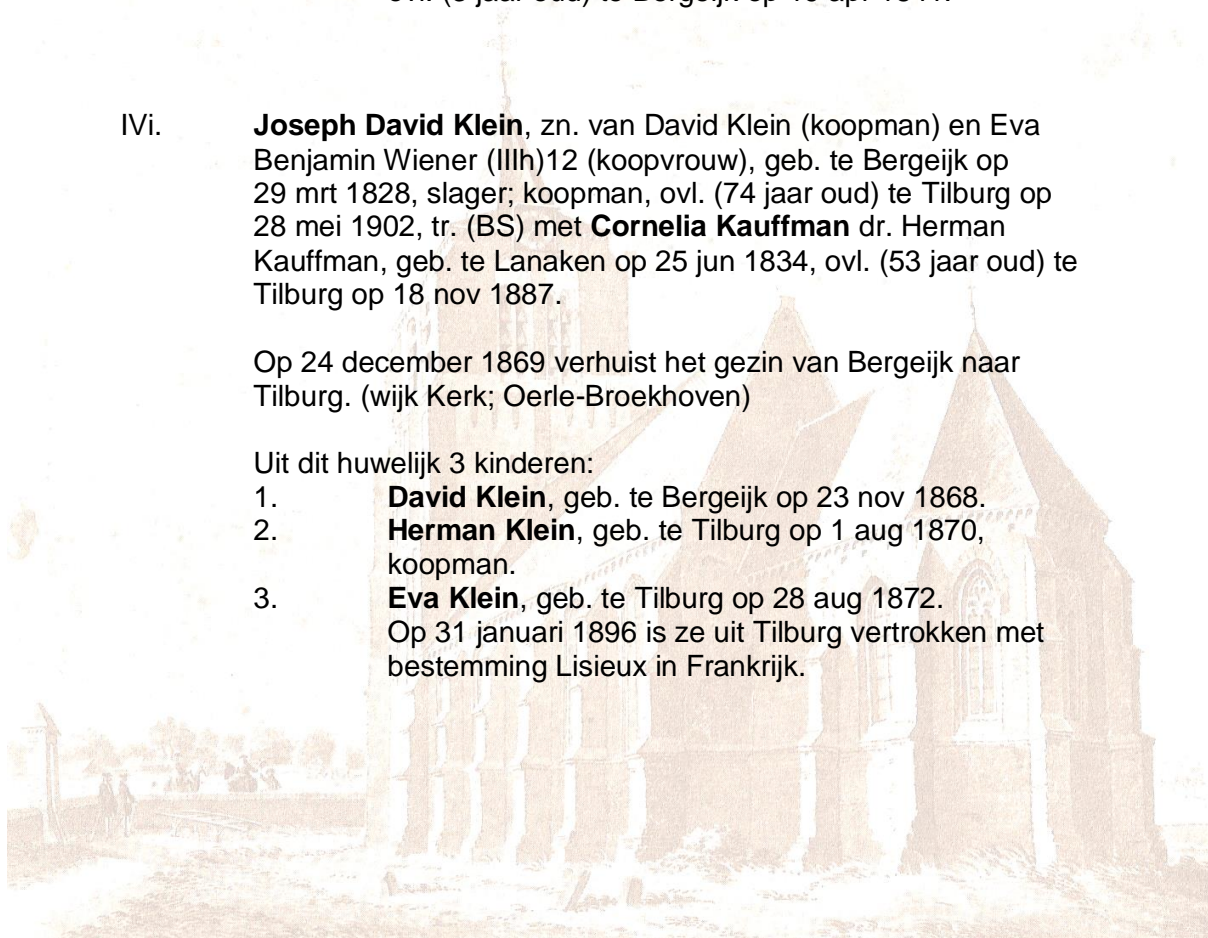 IVi. Joseph David Klein, zn. van David Klein (koopman) en Eva
Benjamin Wiener (IIIh)12 (koopvrouw), geb. te Bergeijk op
29 mrt 1828, slager; koopman, ovl. (74 jaar oud) te Tilburg op
28 mei 1902, tr. (BS) met Cornelia Kauffman dr. Herman
Kauffman, geb. te Lanaken op 25 jun 1834, ovl. (53 jaar oud) te
Tilburg op 18 nov 1887.
Op 24 december 1869 verhuist het gezin van Bergeijk naar
Tilburg. (wijk Kerk; Oerle-Broekhoven)
Uit dit huwelijk 3 kinderen:
1. David Klein, geb. te Bergeijk op 23 nov 1868.
2. Herman Klein, geb. te Tilburg op 1 aug 1870,
koopman.
3. Eva Klein, geb. te Tilburg op 28 aug 1872.
Op 31 januari 1896 is ze uit Tilburg vertrokken met
bestemming Lisieux in Frankrijk.